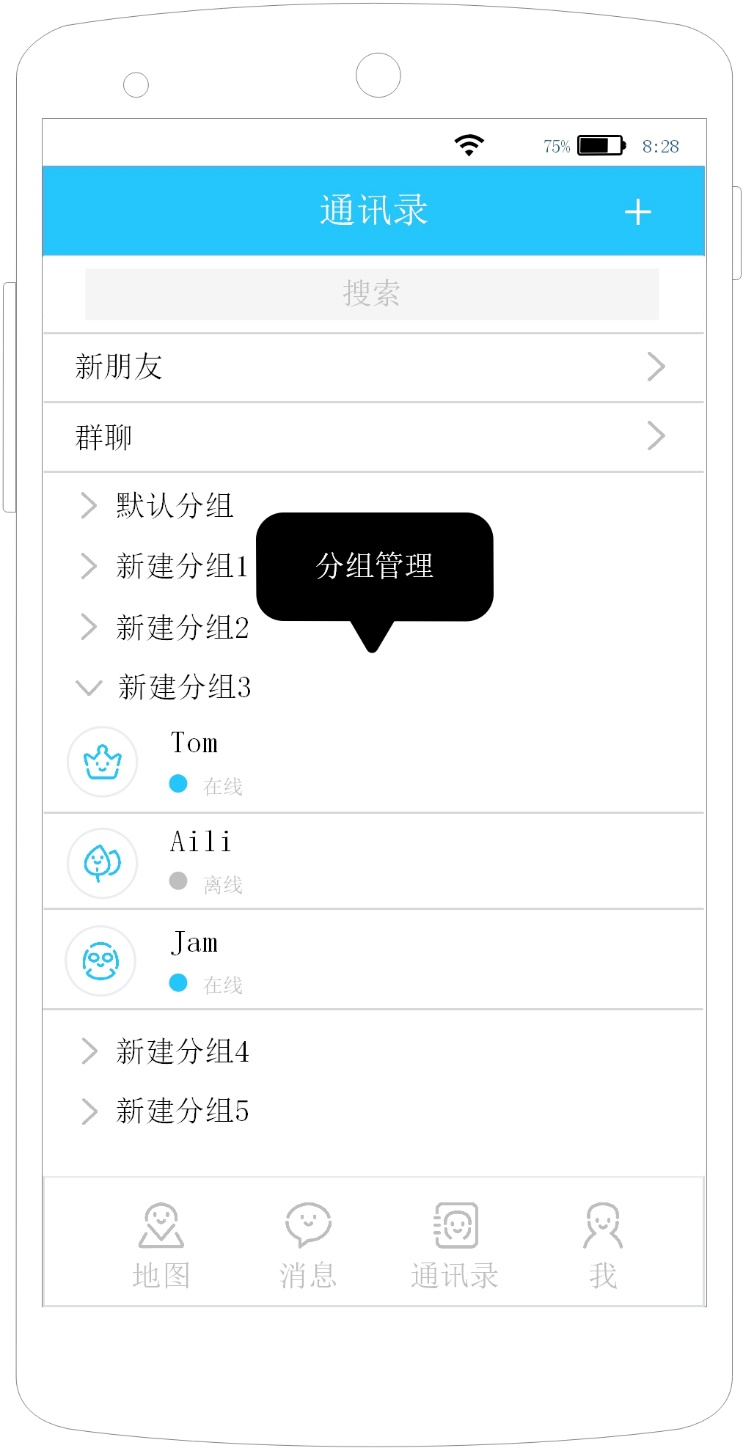 75% 8:28
通讯录 +
搜索
新朋友
群聊
默认分组
新建分组1
分组管理
新建分组2
新建分组3
Tom
在线
Aili
离线
Jam
在线
新建分组4
新建分组5
地图 消息 通讯录 我